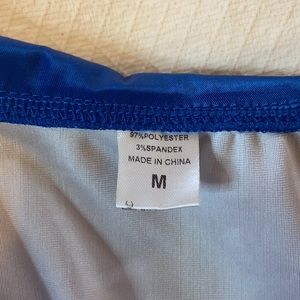 97%POLYESTER
3%SPANDEX
MADE IN CHINA
M